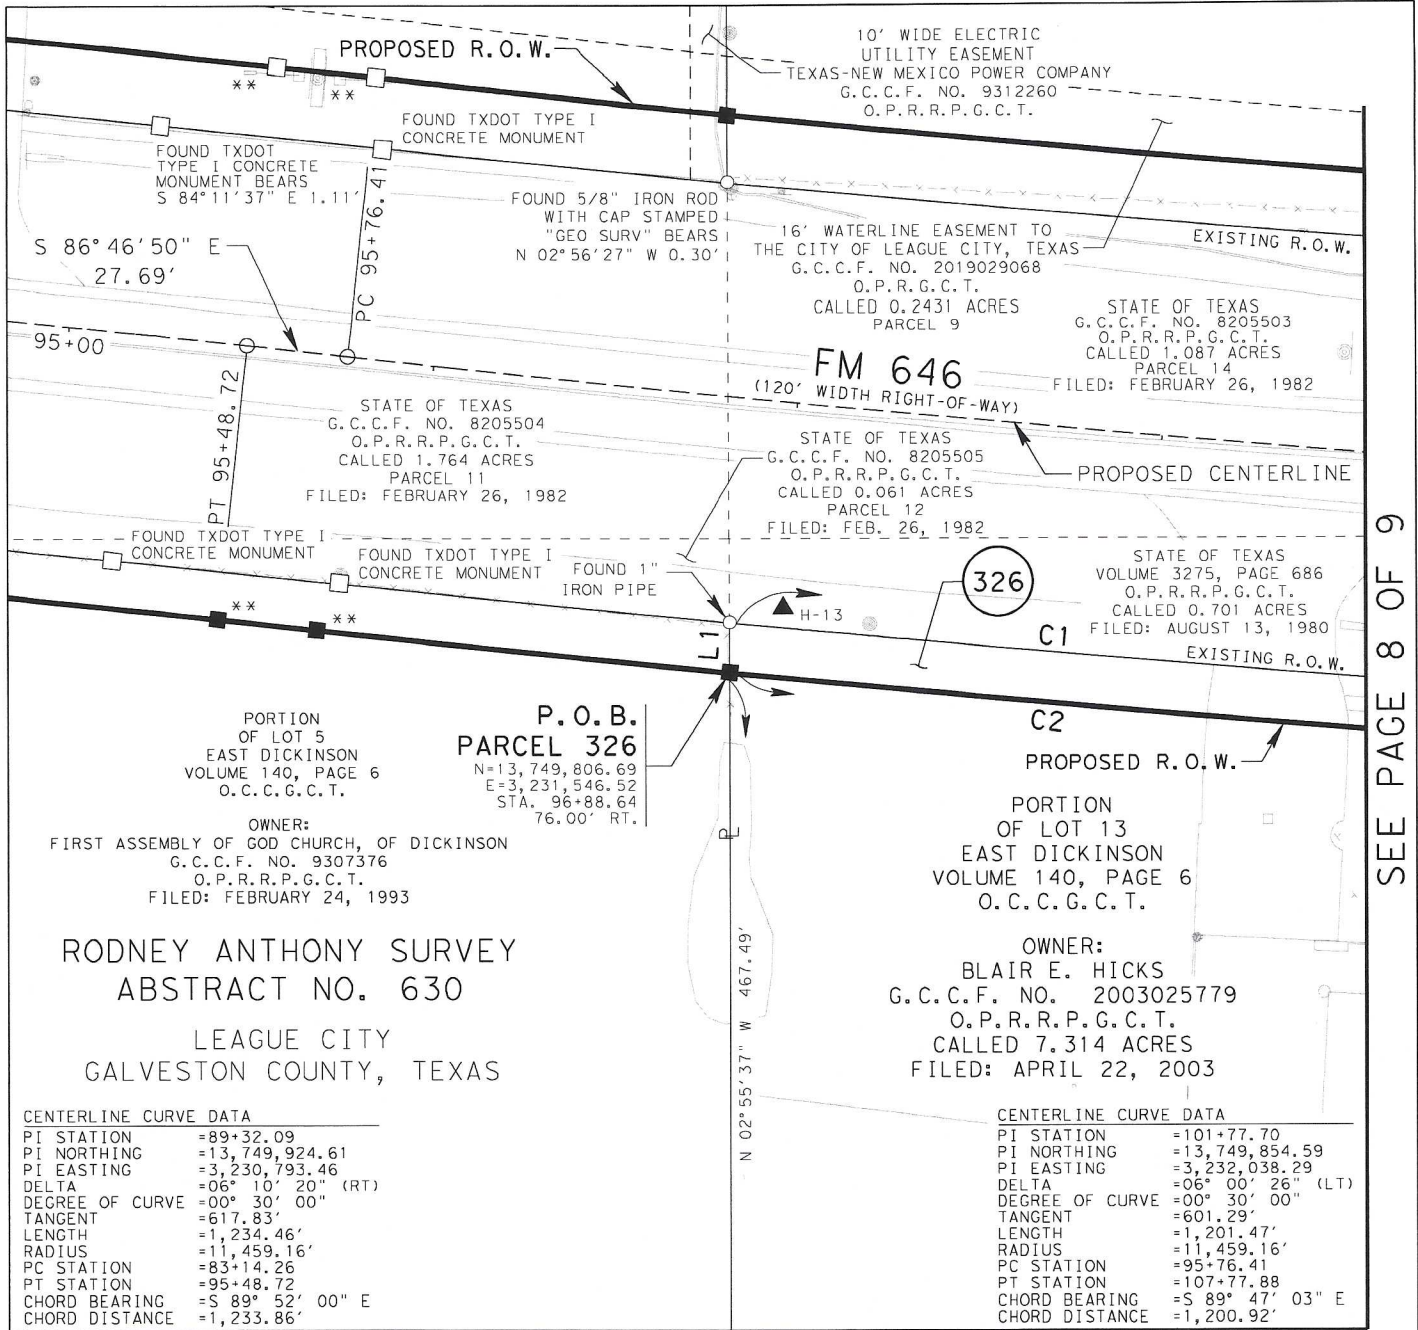 PROPOSED R.O.W.
10' WIDE ELECTRIC
UTILITY EASEMENT
TEXAS-NEW MEXICO POWER COMPANY
G.C.C.F. NO. 9312260
O.P.R.R.P.G.C.T.
**
**
FOUND TXDOT TYPE I
CONCRETE MONUMENT
FOUND TXDOT
TYPE I CONCRETE
MONUMENT BEARS
S 84°11'37" E 1.11'
PC 95+76.41
FOUND 5/8" IRON ROD
WITH CAP STAMPED
"GEO SURV" BEARS
N 02°56'27" W 0.30'
16' WATERLINE EASEMENT TO
THE CITY OF LEAGUE CITY, TEXAS
G.C.C.F. NO. 2019029068
O.P.R.G.C.T.
CALLED 0.2431 ACRES
PARCEL 9
EXISTING R.O.W.
S 86°46'50" E
27.69'
95+00
STATE OF TEXAS
G.C.C.F. NO. 8205503
O.P.R.R.P.G.C.T.
CALLED 1.087 ACRES
PARCEL 14
FILED: FEBRUARY 26, 1982
FM 646
(120' WIDTH RIGHT-OF-WAY)
PT 95+48.72
STATE OF TEXAS
G.C.C.F. NO. 8205504
O.P.R.R.P.G.C.T.
CALLED 1.764 ACRES
PARCEL 11
FILED: FEBRUARY 26, 1982
STATE OF TEXAS
G.C.C.F. NO. 8205505
O.P.R.R.P.G.C.T.
CALLED 0.061 ACRES
PARCEL 12
FILED: FEB. 26, 1982
PROPOSED CENTERLINE
FOUND TXDOT TYPE I
CONCRETE MONUMENT
FOUND TXDOT TYPE I
CONCRETE MONUMENT
FOUND 1"
IRON PIPE
326
STATE OF TEXAS
VOLUME 3275, PAGE 686
O.P.R.R.P.G.C.T.
CALLED 0.701 ACRES
FILED: AUGUST 13, 1980
**
**
H-13
L1
C1
EXISTING R.O.W.
C2
PROPOSED R.O.W.
SEE PAGE 8 OF 9
PORTION
OF LOT 5
EAST DICKINSON
VOLUME 140, PAGE 6
O.C.C.G.C.T.
P.O.B.
PARCEL 326
N=13,749,806.69
E=3,231,546.52
STA. 96+88.64
76.00' RT.
OWNER:
FIRST ASSEMBLY OF GOD CHURCH, OF DICKINSON
G.C.C.F. NO. 9307376
O.P.R.R.P.G.C.T.
FILED: FEBRUARY 24, 1993
PL
N 02°55'37" W 467.49'
PORTION
OF LOT 13
EAST DICKINSON
VOLUME 140, PAGE 6
O.C.C.G.C.T.
OWNER:
BLAIR E. HICKS
G.C.C.F. NO. 2003025779
O.P.R.R.P.G.C.T.
CALLED 7.314 ACRES
FILED: APRIL 22, 2003
RODNEY ANTHONY SURVEY
ABSTRACT NO. 630
LEAGUE CITY
GALVESTON COUNTY, TEXAS
CENTERLINE CURVE DATA
PI STATION =89+32.09
PI NORTHING =13,749,924.61
PI EASTING =3,230,793.46
DELTA =06° 10' 20" (RT)
DEGREE OF CURVE =00° 30' 00"
TANGENT =617.83'
LENGTH =1,234.46'
RADIUS =11,459.16'
PC STATION =83+14.26
PT STATION =95+48.72
CHORD BEARING =S 89° 52' 00" E
CHORD DISTANCE =1,233.86'
CENTERLINE CURVE DATA
PI STATION =101+77.70
PI NORTHING =13,749,854.59
PI EASTING =3,232,038.29
DELTA =06° 00' 26" (LT)
DEGREE OF CURVE =00° 30' 00"
TANGENT =601.29'
LENGTH =1,201.47'
RADIUS =11,459.16'
PC STATION =95+76.41
PT STATION =107+77.88
CHORD BEARING =S 89° 47' 03" E
CHORD DISTANCE =1,200.92'